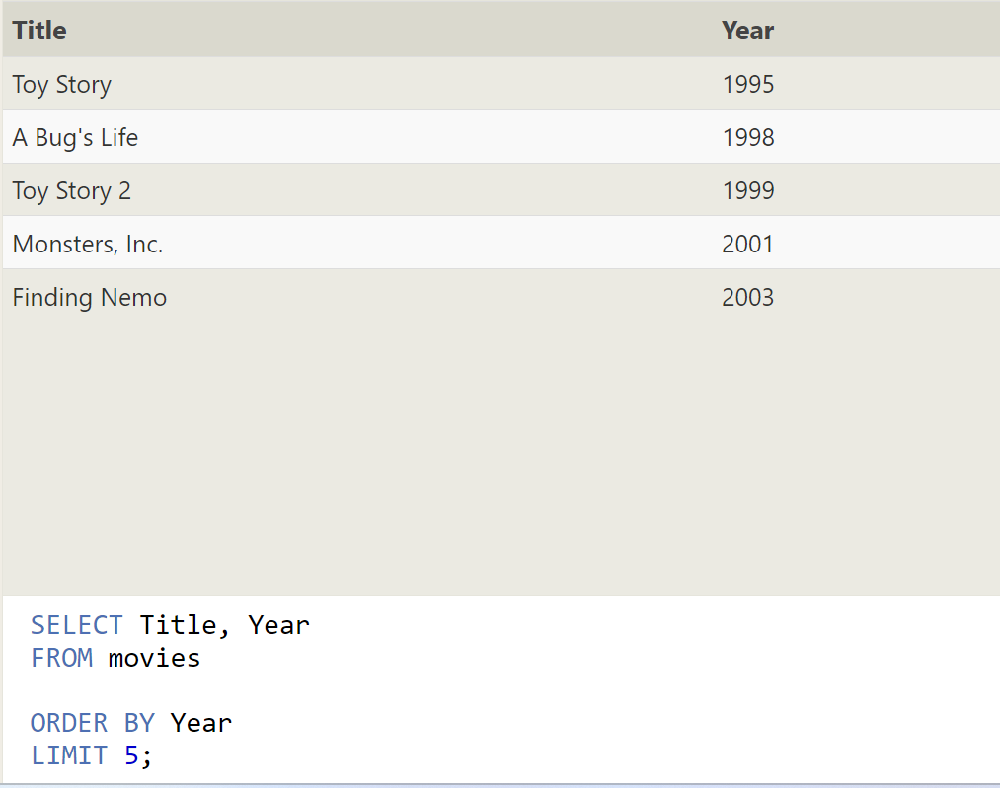 Title Year
Toy Story 1995
A Bug's Life 1998
Toy Story 2 1999
Monsters, Inc. 2001
Finding Nemo 2003
SELECT Title, Year
FROM movies
ORDER BY Year
LIMIT 5;